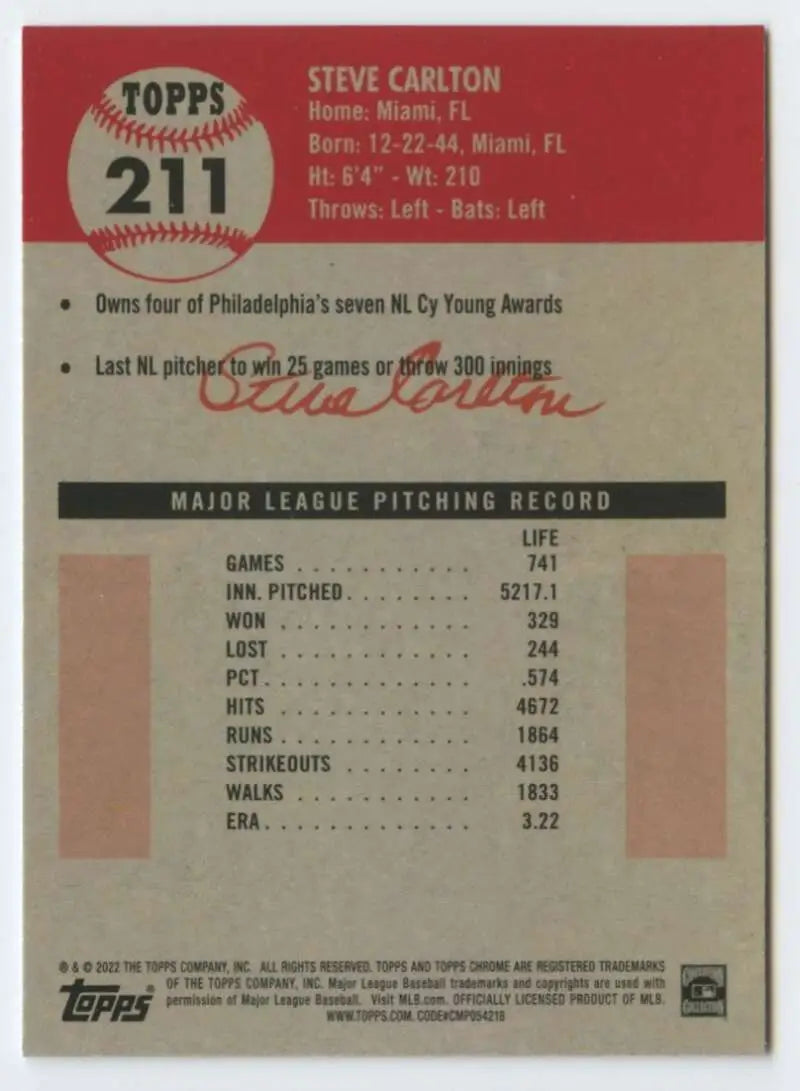 TOPPS
211
STEVE CARLTON
Home: Miami, FL
Born: 12-22-44, Miami, FL
Ht: 6'4" - Wt: 210
Throws: Left - Bats: Left
• Owns four of Philadelphia's seven NL Cy Young Awards
• Last NL pitcher to win 25 games or throw 300 innings
Steve Carlton
MAJOR LEAGUE PITCHING RECORD
LIFE
GAMES . . . . . . . . . . . 741
INN. PITCHED. . . . . . . . 5217.1
WON . . . . . . . . . . . . 329
LOST . . . . . . . . . . . . 244
PCT. . . . . . . . . . . . . .574
HITS . . . . . . . . . . . . 4672
RUNS . . . . . . . . . . . . 1864
STRIKEOUTS . . . . . . . . 4136
WALKS . . . . . . . . . . . 1833
ERA. . . . . . . . . . . . . 3.22
® & © 2022 THE TOPPS COMPANY, INC. ALL RIGHTS RESERVED. TOPPS AND TOPPS CHROME ARE REGISTERED TRADEMARKS
OF THE TOPPS COMPANY, INC. Major League Baseball trademarks and copyrights are used with
permission of Major League Baseball. Visit MLB.com. OFFICIALLY LICENSED PRODUCT OF MLB.
WWW.TOPPS.COM. CODE#CMP054218
topps®